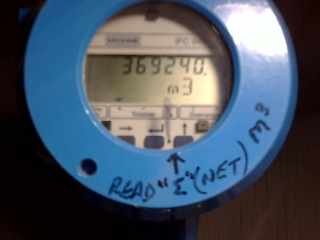 369240.
m3
READ "Σ" (NET) M3